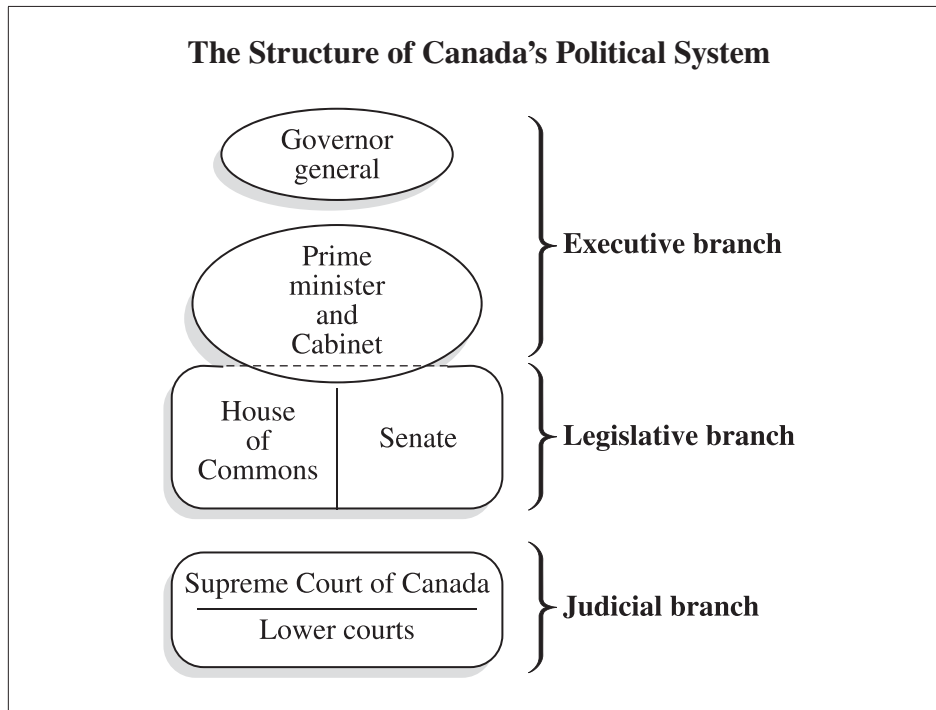 The Structure of Canada’s Political System
Governor
general
Executive branch
Prime
minister
and
Cabinet
House
of
Commons
Senate
Legislative branch
Supreme Court of Canada
Lower courts
Judicial branch